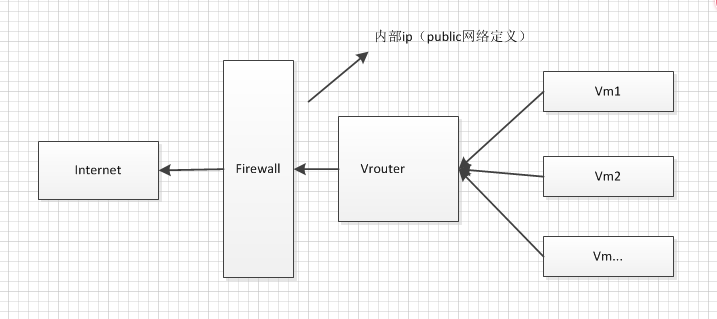 内部ip（public网络定义）
Vm1
Internet
Firewall
Vrouter
Vm2
Vm...